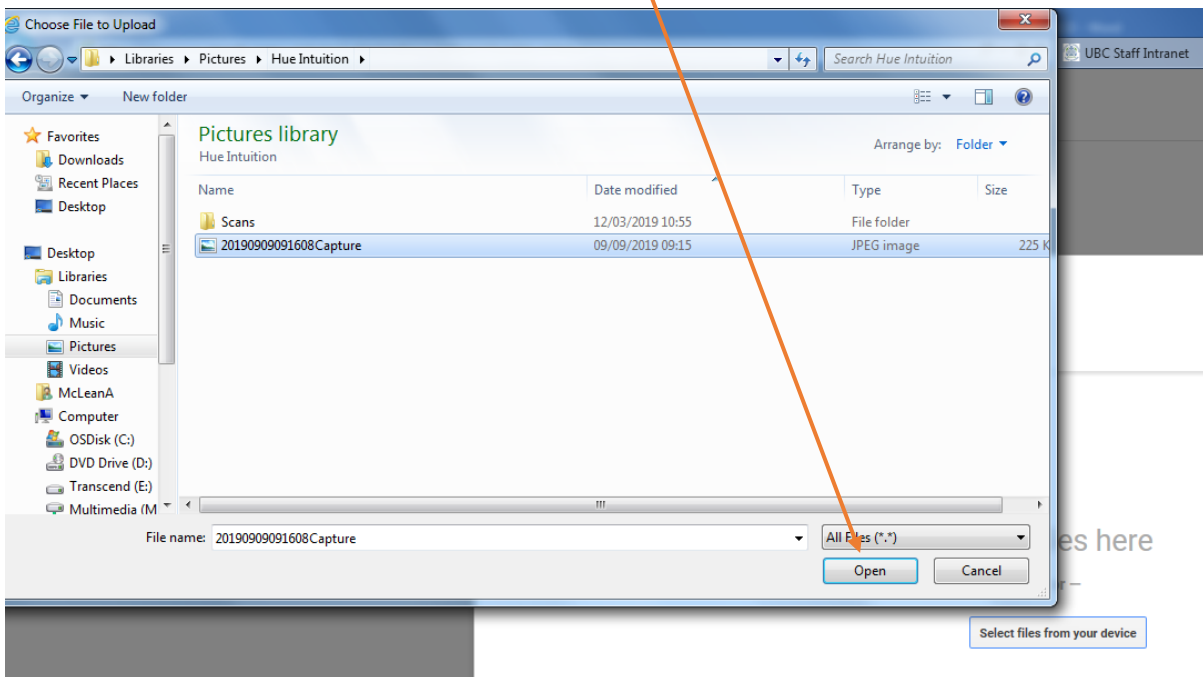 Choose File to Upload
Libraries Pictures Hue Intuition
Search Hue Intuition
UBC Staff Intranet
Organize New folder
Favorites
Downloads
Recent Places
Desktop
Desktop
Libraries
Documents
Music
Pictures
Videos
McLeanA
Computer
OSDisk (C:)
DVD Drive (D:)
Transcend (E:)
Multimedia (M
Pictures library
Hue Intuition
Arrange by: Folder
Name Date modified Type Size
Scans 12/03/2019 10:55 File folder
20190909091608Capture 09/09/2019 09:15 JPEG image 225 K
File name: 20190909091608Capture
All Files (*.*)
Open Cancel
es here
r —
Select files from your device